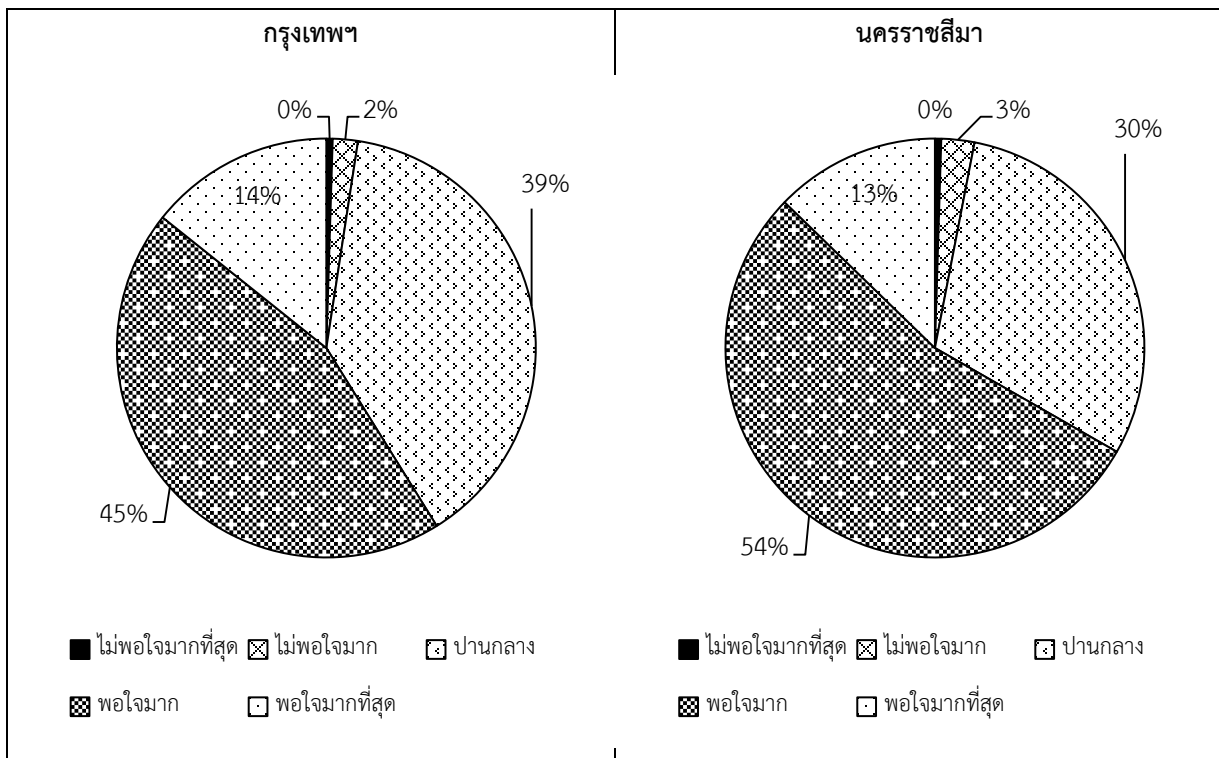 กรุงเทพฯ
0%
2%
39%
14%
45%
ไม่พอใจมากที่สุด ไม่พอใจมาก ปานกลาง
พอใจมาก พอใจมากที่สุด
นครราชสีมา
0%
3%
30%
13%
54%
ไม่พอใจมากที่สุด ไม่พอใจมาก ปานกลาง
พอใจมาก พอใจมากที่สุด